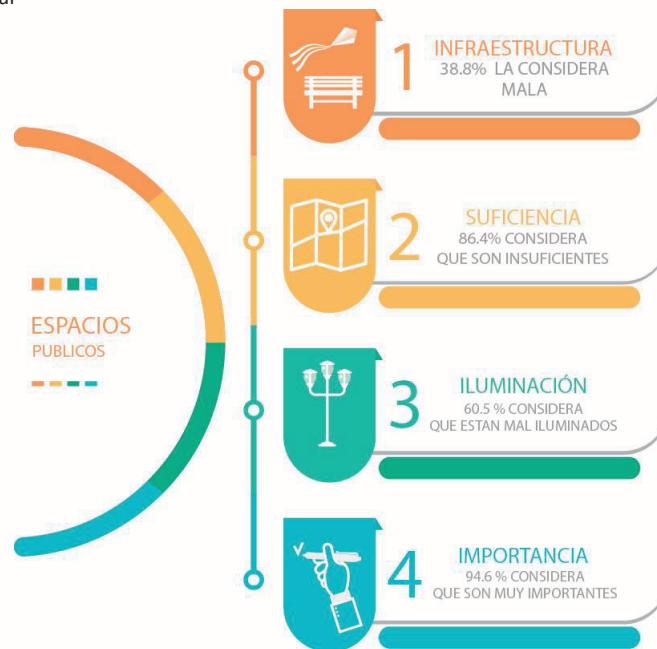 ESPACIOS
PUBLICOS
1
INFRAESTRUCTURA
38.8% LA CONSIDERA
MALA
2
SUFICIENCIA
86.4% CONSIDERA
QUE SON INSUFICIENTES
3
ILUMINACIÓN
60.5 % CONSIDERA
QUE ESTAN MAL ILUMINADOS
4
IMPORTANCIA
94.6 % CONSIDERA
QUE SON MUY IMPORTANTES